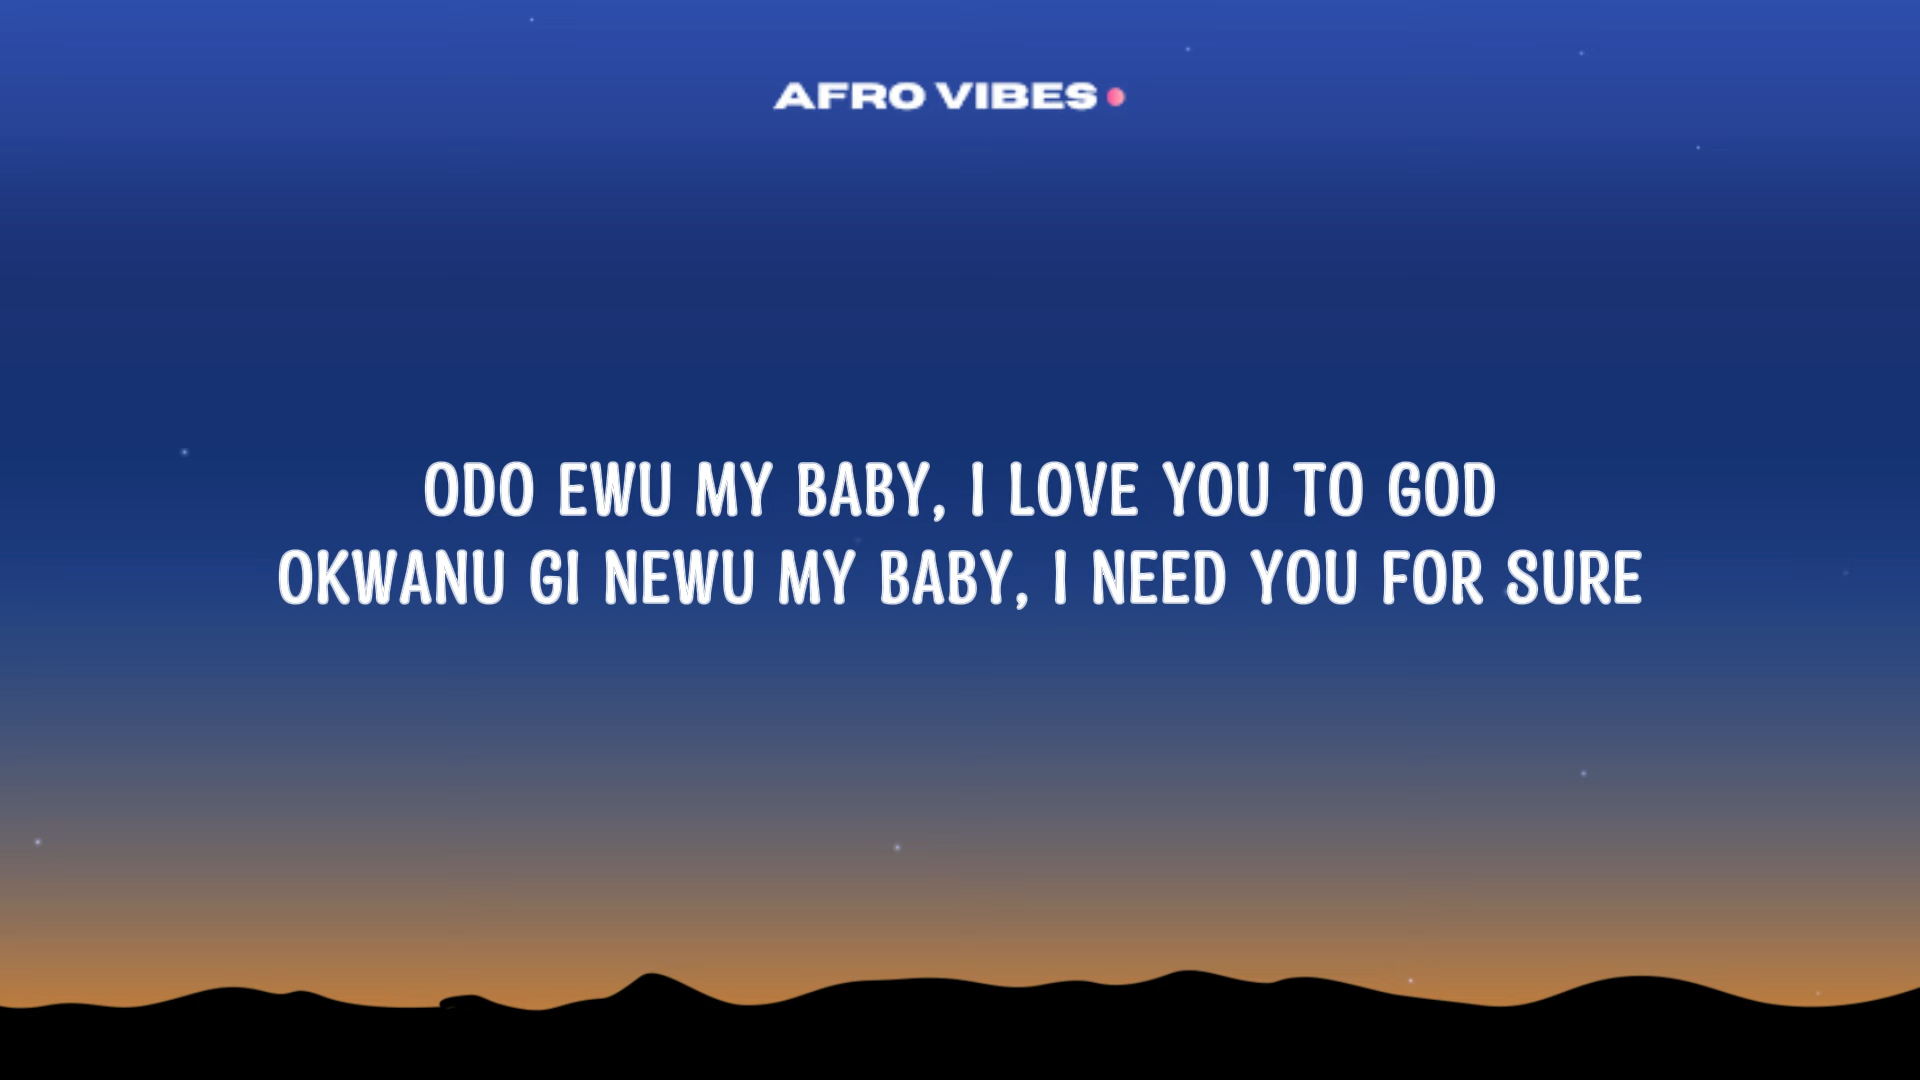 AFRO VIBES
ODO EWU MY BABY, I LOVE YOU TO GOD
OKWANU GI NEWU MY BABY, I NEED YOU FOR SURE